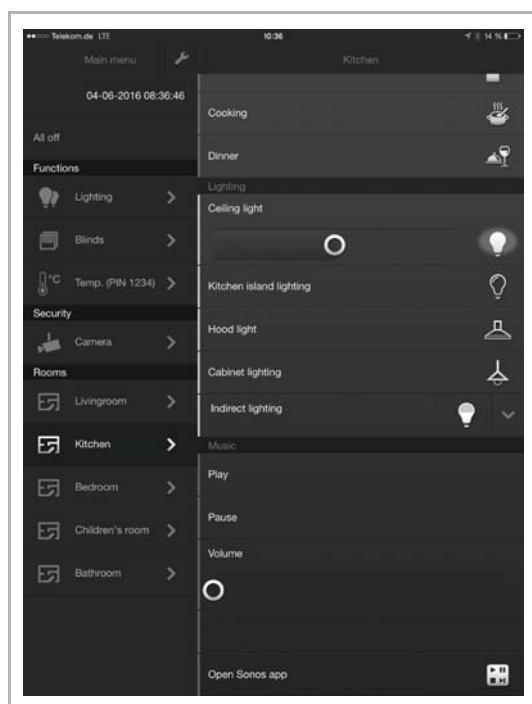 Telekom.de LTE
10:36
14 %
Main menu
Kitchen
04-06-2016 08:36:46
All off
Functions
Lighting
Blinds
°C
Temp. (PIN 1234)
Security
Camera
Rooms
Livingroom
Kitchen
Bedroom
Children's room
Bathroom
Cooking
Dinner
Lighting
Ceiling light
Kitchen island lighting
Hood light
Cabinet lighting
Indirect lighting
Music
Play
Pause
Volume
Open Sonos app